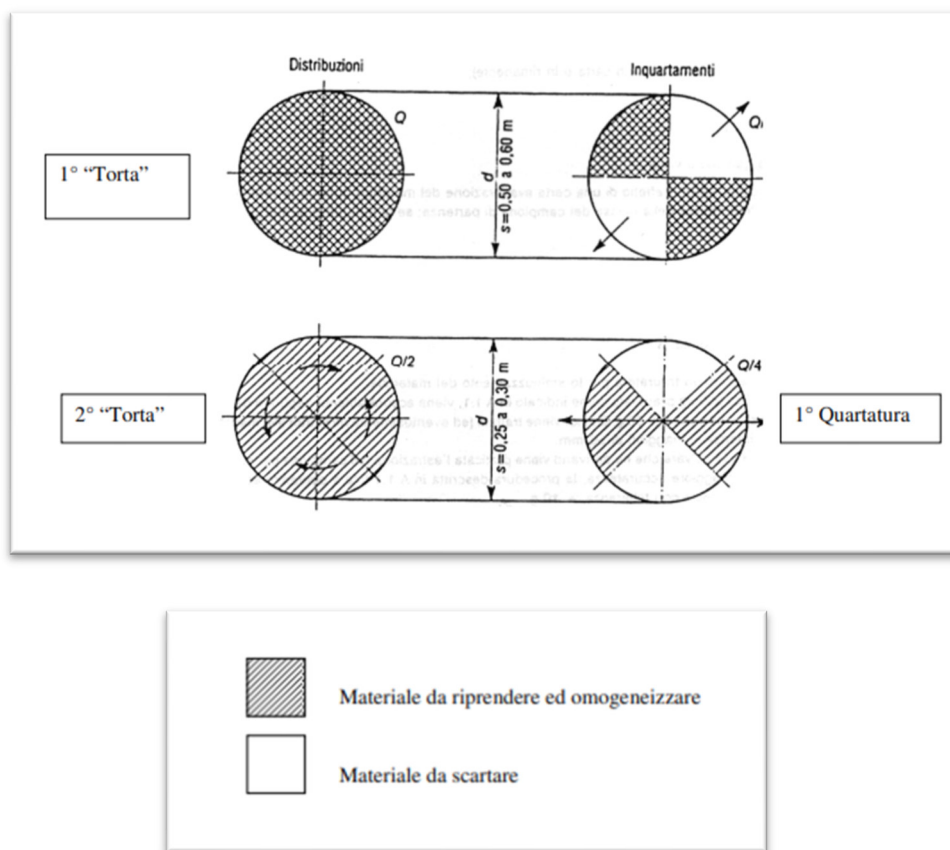 Distribuzioni
Inquartamenti
1° “Torta”
Q
d
s=0,50 a 0,60 m
2° “Torta”
Q/2
d
s=0,25 a 0,30 m
Q/4
1° Quartatura
Materiale da riprendere ed omogeneizzare
Materiale da scartare